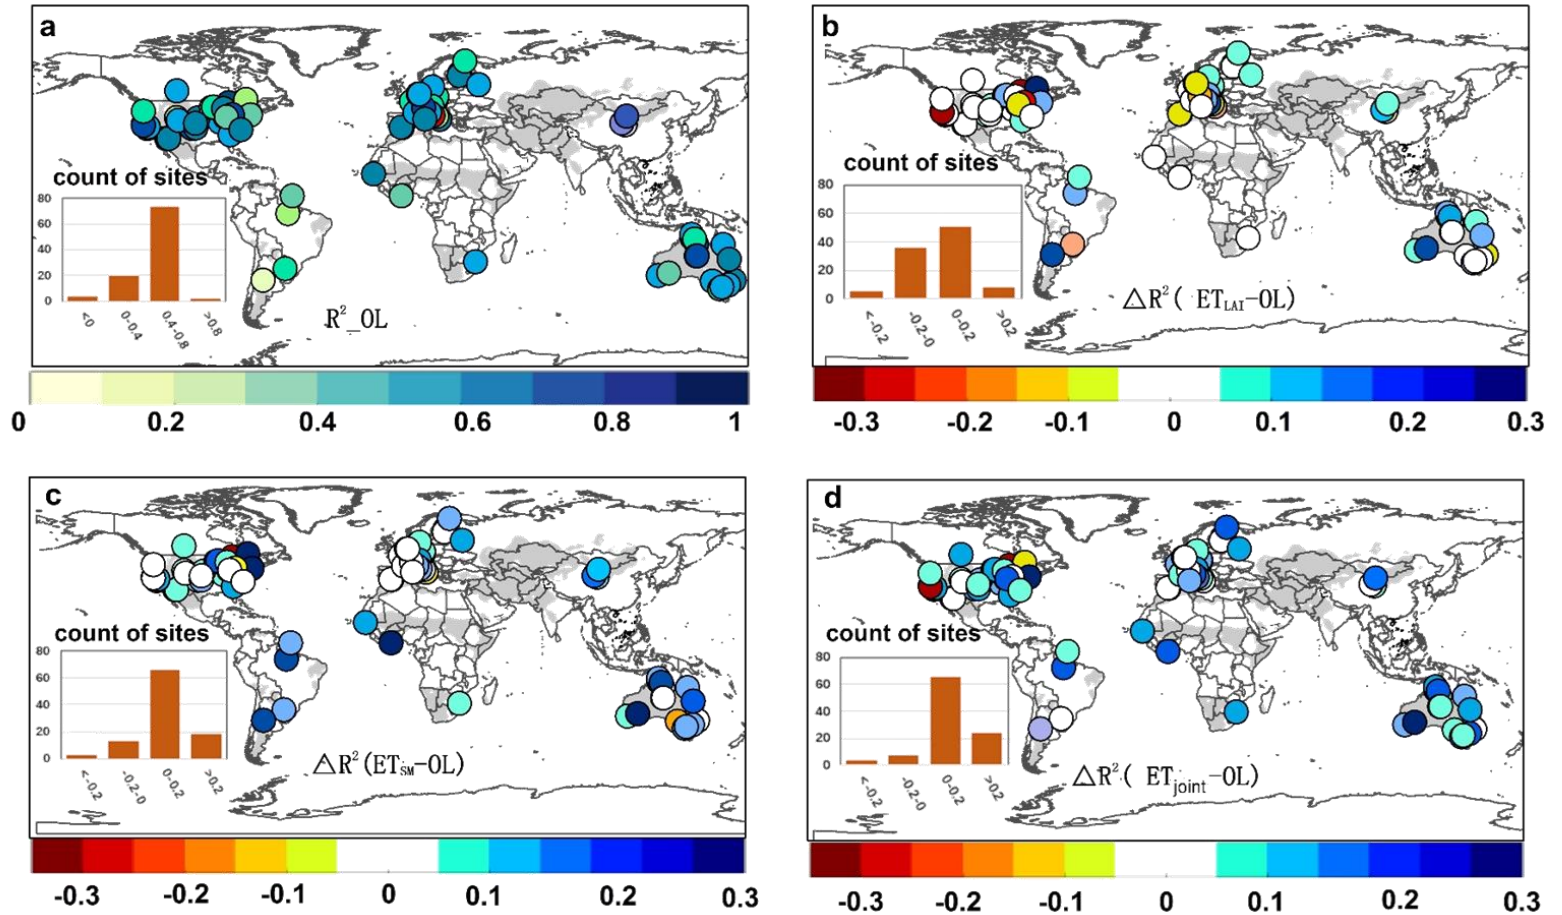 a
count of sites
80
60
40
20
0
<0
0-0.4
0.4-0.8
>0.8
R²_OL
0 0.2 0.4 0.6 0.8 1
b
count of sites
80
60
40
20
0
<-0.2
-0.2-0
0-0.2
>0.2
△R²( ETLAI-OL)
-0.3 -0.2 -0.1 0 0.1 0.2 0.3
c
count of sites
80
60
40
20
0
<-0.2
-0.2-0
0-0.2
>0.2
△R²(ETSM-OL)
-0.3 -0.2 -0.1 0 0.1 0.2 0.3
d
count of sites
80
60
40
20
0
<-0.2
-0.2-0
0-0.2
>0.2
△R²( ETjoint-OL)
-0.3 -0.2 -0.1 0 0.1 0.2 0.3